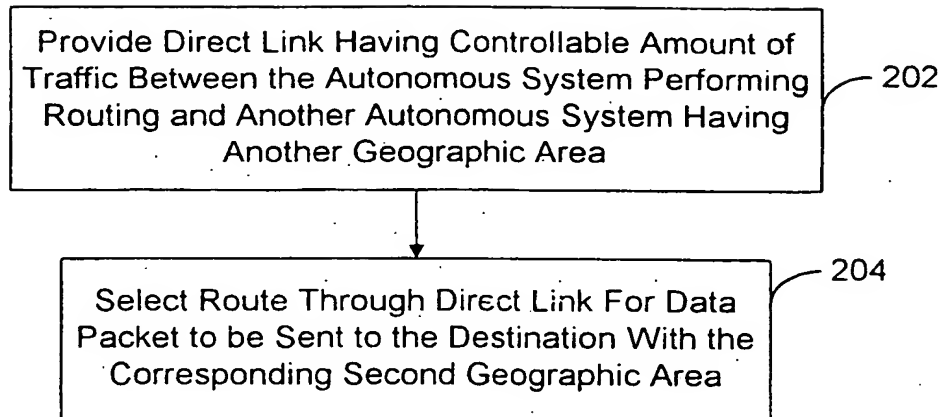 Provide Direct Link Having Controllable Amount of
Traffic Between the Autonomous System Performing
Routing and Another Autonomous System Having
Another Geographic Area
202
Select Route Through Direct Link For Data
Packet to be Sent to the Destination With the
Corresponding Second Geographic Area
204